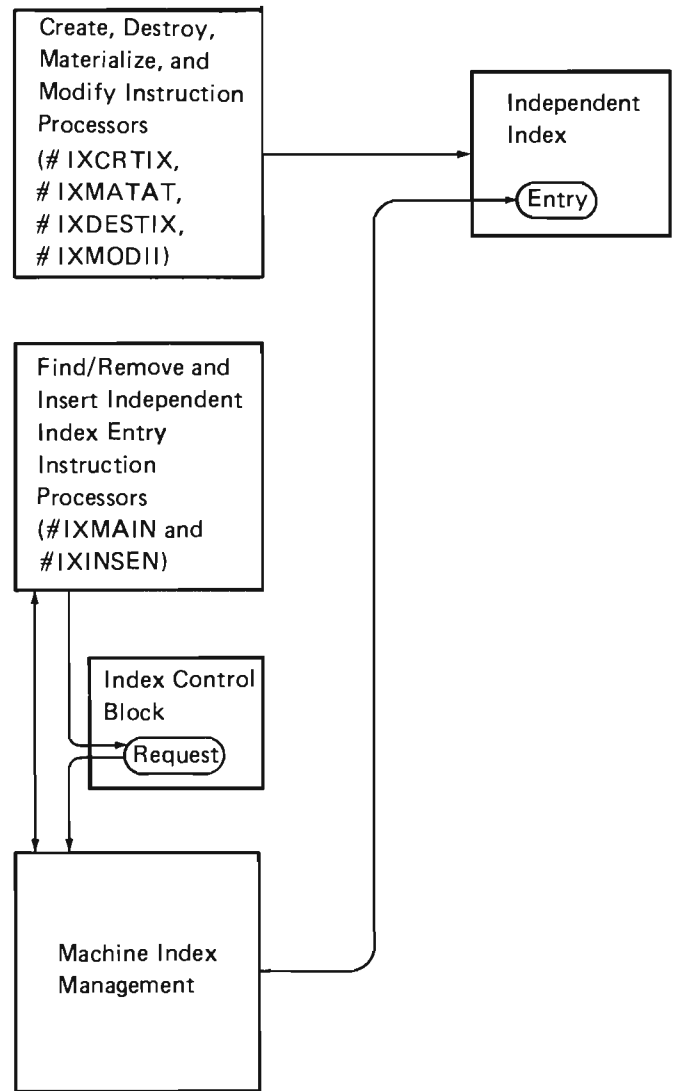 Create, Destroy,
Materialize, and
Modify Instruction
Processors
(# IXCRTIX,
# IXMATAT,
# IXDESTIX,
# IXMODII)
Independent
Index
Entry
Find/Remove and
Insert Independent
Index Entry
Instruction
Processors
(#IXMAIN and
#IXINSEN)
Index Control
Block
Request
Machine Index
Management